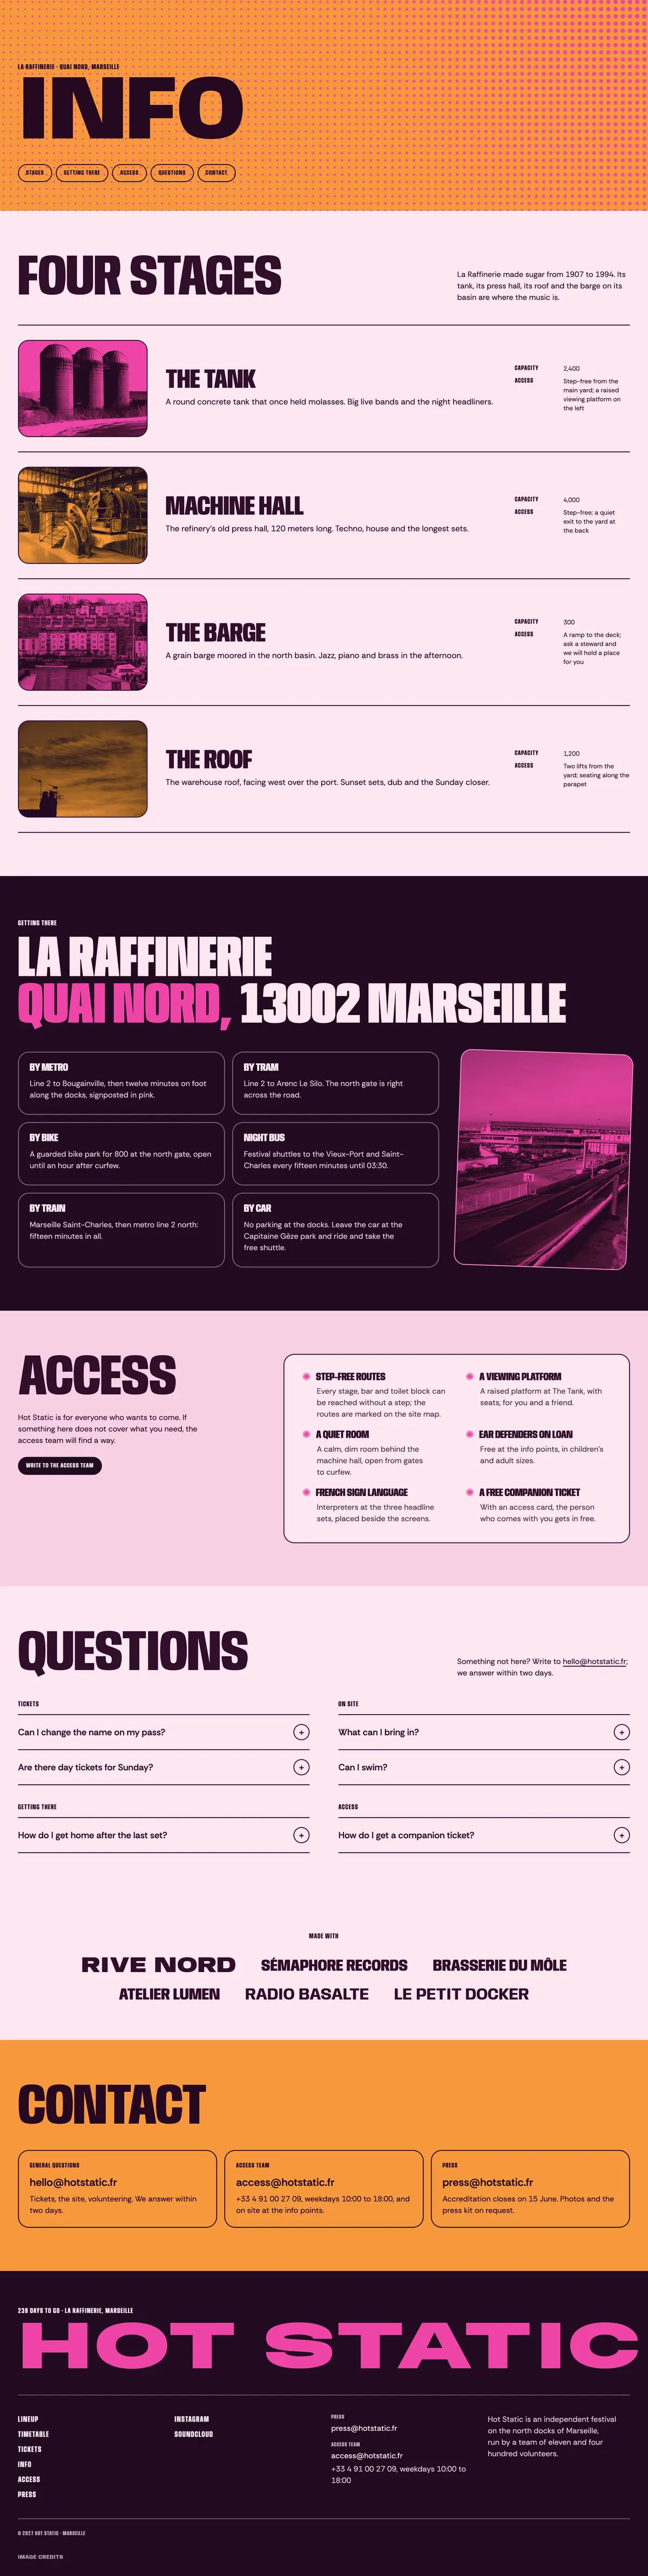 LA RAFFINERIE · QUAI NORD, MARSEILLE
INFO
STAGES
GETTING THERE
ACCESS
QUESTIONS
CONTACT
FOUR STAGES
La Raffinerie made sugar from 1907 to 1994. Its
tank, its press hall, its roof and the barge on its
basin are where the music is.
THE TANK
A round concrete tank that once held molasses. Big live bands and the night headliners.
CAPACITY
2,400
ACCESS
Step-free from the
main yard; a raised
viewing platform on
the left
MACHINE HALL
The refinery's old press hall, 120 meters long. Techno, house and the longest sets.
CAPACITY
4,000
ACCESS
Step-free; a quiet
exit to the yard at
the back
THE BARGE
A grain barge moored in the north basin. Jazz, piano and brass in the afternoon.
CAPACITY
300
ACCESS
A ramp to the deck;
ask a steward and
we will hold a place
for you
THE ROOF
The warehouse roof, facing west over the port. Sunset sets, dub and the Sunday closer.
CAPACITY
1,200
ACCESS
Two lifts from the
yard; seating along the
parapet
GETTING THERE
LA RAFFINERIE
QUAI NORD, 13002 MARSEILLE
BY METRO
Line 2 to Bougainville, then twelve minutes on foot
along the docks, signposted in pink.
BY TRAM
Line 2 to Arenc Le Silo. The north gate is right
across the road.
BY BIKE
A guarded bike park for 800 at the north gate, open
until an hour after curfew.
NIGHT BUS
Festival shuttles to the Vieux-Port and Saint-
Charles every fifteen minutes until 03:30.
BY TRAIN
Marseille Saint-Charles, then metro line 2 north:
fifteen minutes in all.
BY CAR
No parking at the docks. Leave the car at the
Capitaine Gèze park and ride and take the
free shuttle.
ACCESS
Hot Static is for everyone who wants to come. If
something here does not cover what you need, the
access team will find a way.
WRITE TO THE ACCESS TEAM
STEP-FREE ROUTES
Every stage, bar and toilet block can
be reached without a step; the
routes are marked on the site map.
A VIEWING PLATFORM
A raised platform at The Tank, with
seats, for you and a friend.
A QUIET ROOM
A calm, dim room behind the
machine hall, open from gates
to curfew.
EAR DEFENDERS ON LOAN
Free at the info points, in children's
and adult sizes.
FRENCH SIGN LANGUAGE
Interpreters at the three headline
sets, placed beside the screens.
A FREE COMPANION TICKET
With an access card, the person
who comes with you gets in free.
QUESTIONS
Something not here? Write to hello@hotstatic.fr;
we answer within two days.
TICKETS
Can I change the name on my pass?
+
Are there day tickets for Sunday?
+
ON SITE
What can I bring in?
+
Can I swim?
+
GETTING THERE
How do I get home after the last set?
+
ACCESS
How do I get a companion ticket?
+
MADE WITH
RIVE NORD
SÉMAPHORE RECORDS
BRASSERIE DU MÔLE
ATELIER LUMEN
RADIO BASALTE
LE PETIT DOCKER
CONTACT
GENERAL QUESTIONS
hello@hotstatic.fr
Tickets, the site, volunteering. We answer within
two days.
ACCESS TEAM
access@hotstatic.fr
+33 4 91 00 27 09, weekdays 10:00 to 18:00, and
on site at the info points.
PRESS
press@hotstatic.fr
Accreditation closes on 15 June. Photos and the
press kit on request.
238 DAYS TO GO · LA RAFFINERIE, MARSEILLE
HOT STATIC
LINEUP
TIMETABLE
TICKETS
INFO
ACCESS
PRESS
INSTAGRAM
SOUNDCLOUD
PRESS
press@hotstatic.fr
ACCESS TEAM
access@hotstatic.fr
+33 4 91 00 27 09, weekdays 10:00 to
18:00
Hot Static is an independent festival
on the north docks of Marseille,
run by a team of eleven and four
hundred volunteers.
© 2027 HOT STATIC · MARSEILLE
IMAGE CREDITS